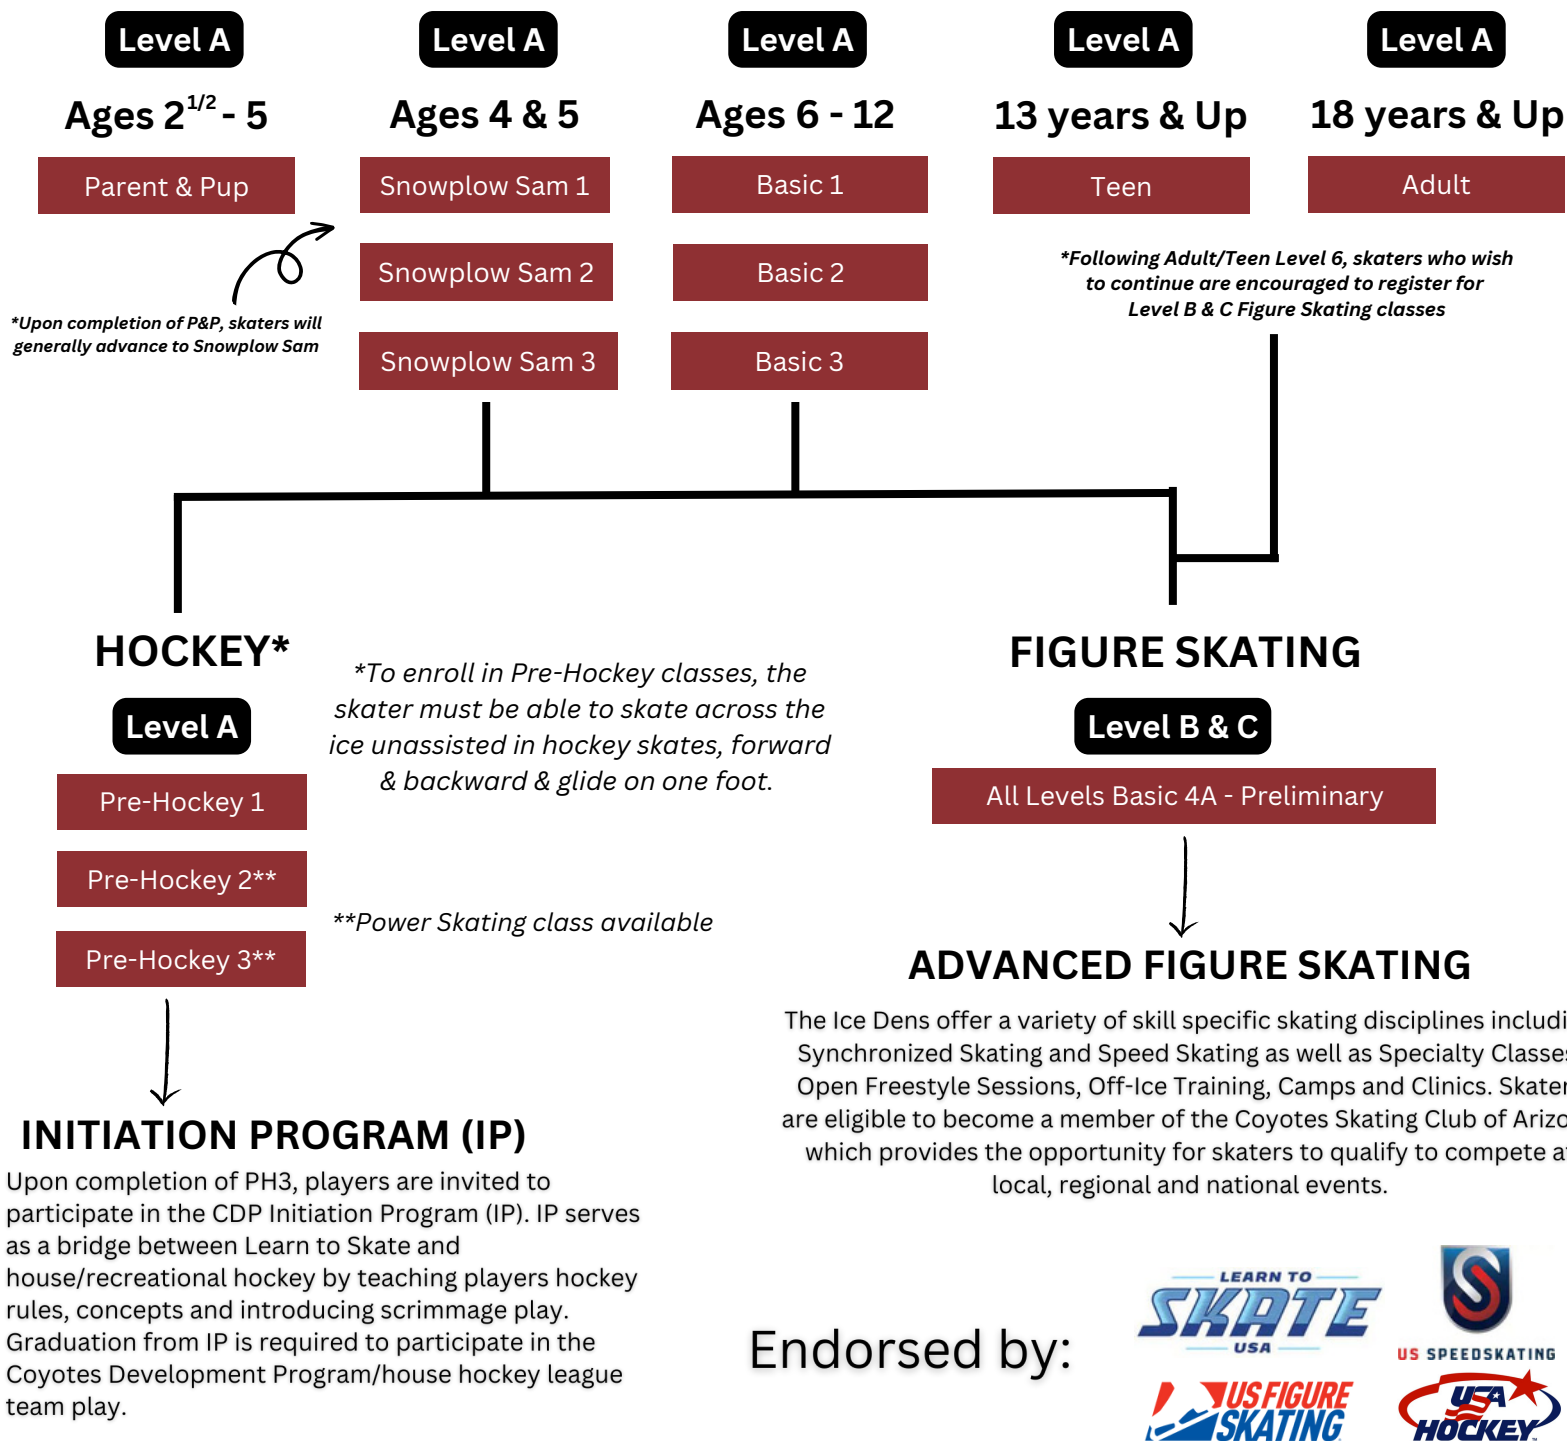 Level A
Ages 2 1/2 - 5
Parent & Pup
*Upon completion of P&P, skaters will
generally advance to Snowplow Sam
Level A
Ages 4 & 5
Snowplow Sam 1
Snowplow Sam 2
Snowplow Sam 3
Level A
Ages 6 - 12
Basic 1
Basic 2
Basic 3
Level A
13 years & Up
Teen
Level A
18 years & Up
Adult
*Following Adult/Teen Level 6, skaters who wish
to continue are encouraged to register for
Level B & C Figure Skating classes
HOCKEY*
Level A
Pre-Hockey 1
Pre-Hockey 2**
Pre-Hockey 3**
*To enroll in Pre-Hockey classes, the
skater must be able to skate across the
ice unassisted in hockey skates, forward
& backward & glide on one foot.
**Power Skating class available
INITIATION PROGRAM (IP)
Upon completion of PH3, players are invited to
participate in the CDP Initiation Program (IP). IP serves
as a bridge between Learn to Skate and
house/recreational hockey by teaching players hockey
rules, concepts and introducing scrimmage play.
Graduation from IP is required to participate in the
Coyotes Development Program/house hockey league
team play.
FIGURE SKATING
Level B & C
All Levels Basic 4A - Preliminary
ADVANCED FIGURE SKATING
The Ice Dens offer a variety of skill specific skating disciplines includi
Synchronized Skating and Speed Skating as well as Specialty Classes
Open Freestyle Sessions, Off-Ice Training, Camps and Clinics. Skater
are eligible to become a member of the Coyotes Skating Club of Arizo
which provides the opportunity for skaters to qualify to compete at
local, regional and national events.
Endorsed by:
LEARN TO
SKATE
USA
US SPEEDSKATING
US FIGURE
SKATING
USA
HOCKEY